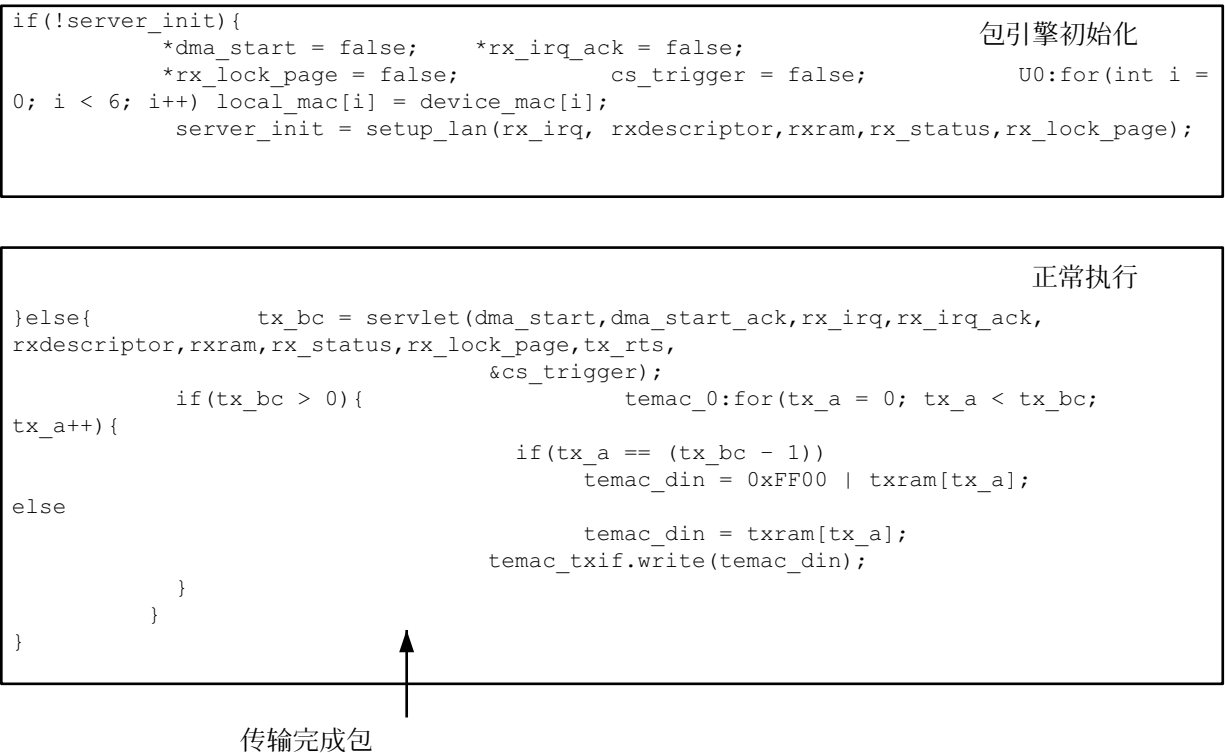 if(!server_init){
包引擎初始化
*dma_start = false; *rx_irq_ack = false;
*rx_lock_page = false; cs_trigger = false; U0:for(int i =
0; i < 6; i++) local_mac[i] = device_mac[i];
server_init = setup_lan(rx_irq, rxdescriptor,rxram,rx_status,rx_lock_page);
正常执行
}else{ tx_bc = servlet(dma_start,dma_start_ack,rx_irq,rx_irq_ack,
rxdescriptor,rxram,rx_status,rx_lock_page,tx_rts,
&cs_trigger);
if(tx_bc > 0){ temac_0:for(tx_a = 0; tx_a < tx_bc;
tx_a++){
if(tx_a == (tx_bc – 1))
temac_din = 0xFF00 | txram[tx_a];
else
temac_din = txram[tx_a];
temac_txif.write(temac_din);
}
}
}
传输完成包